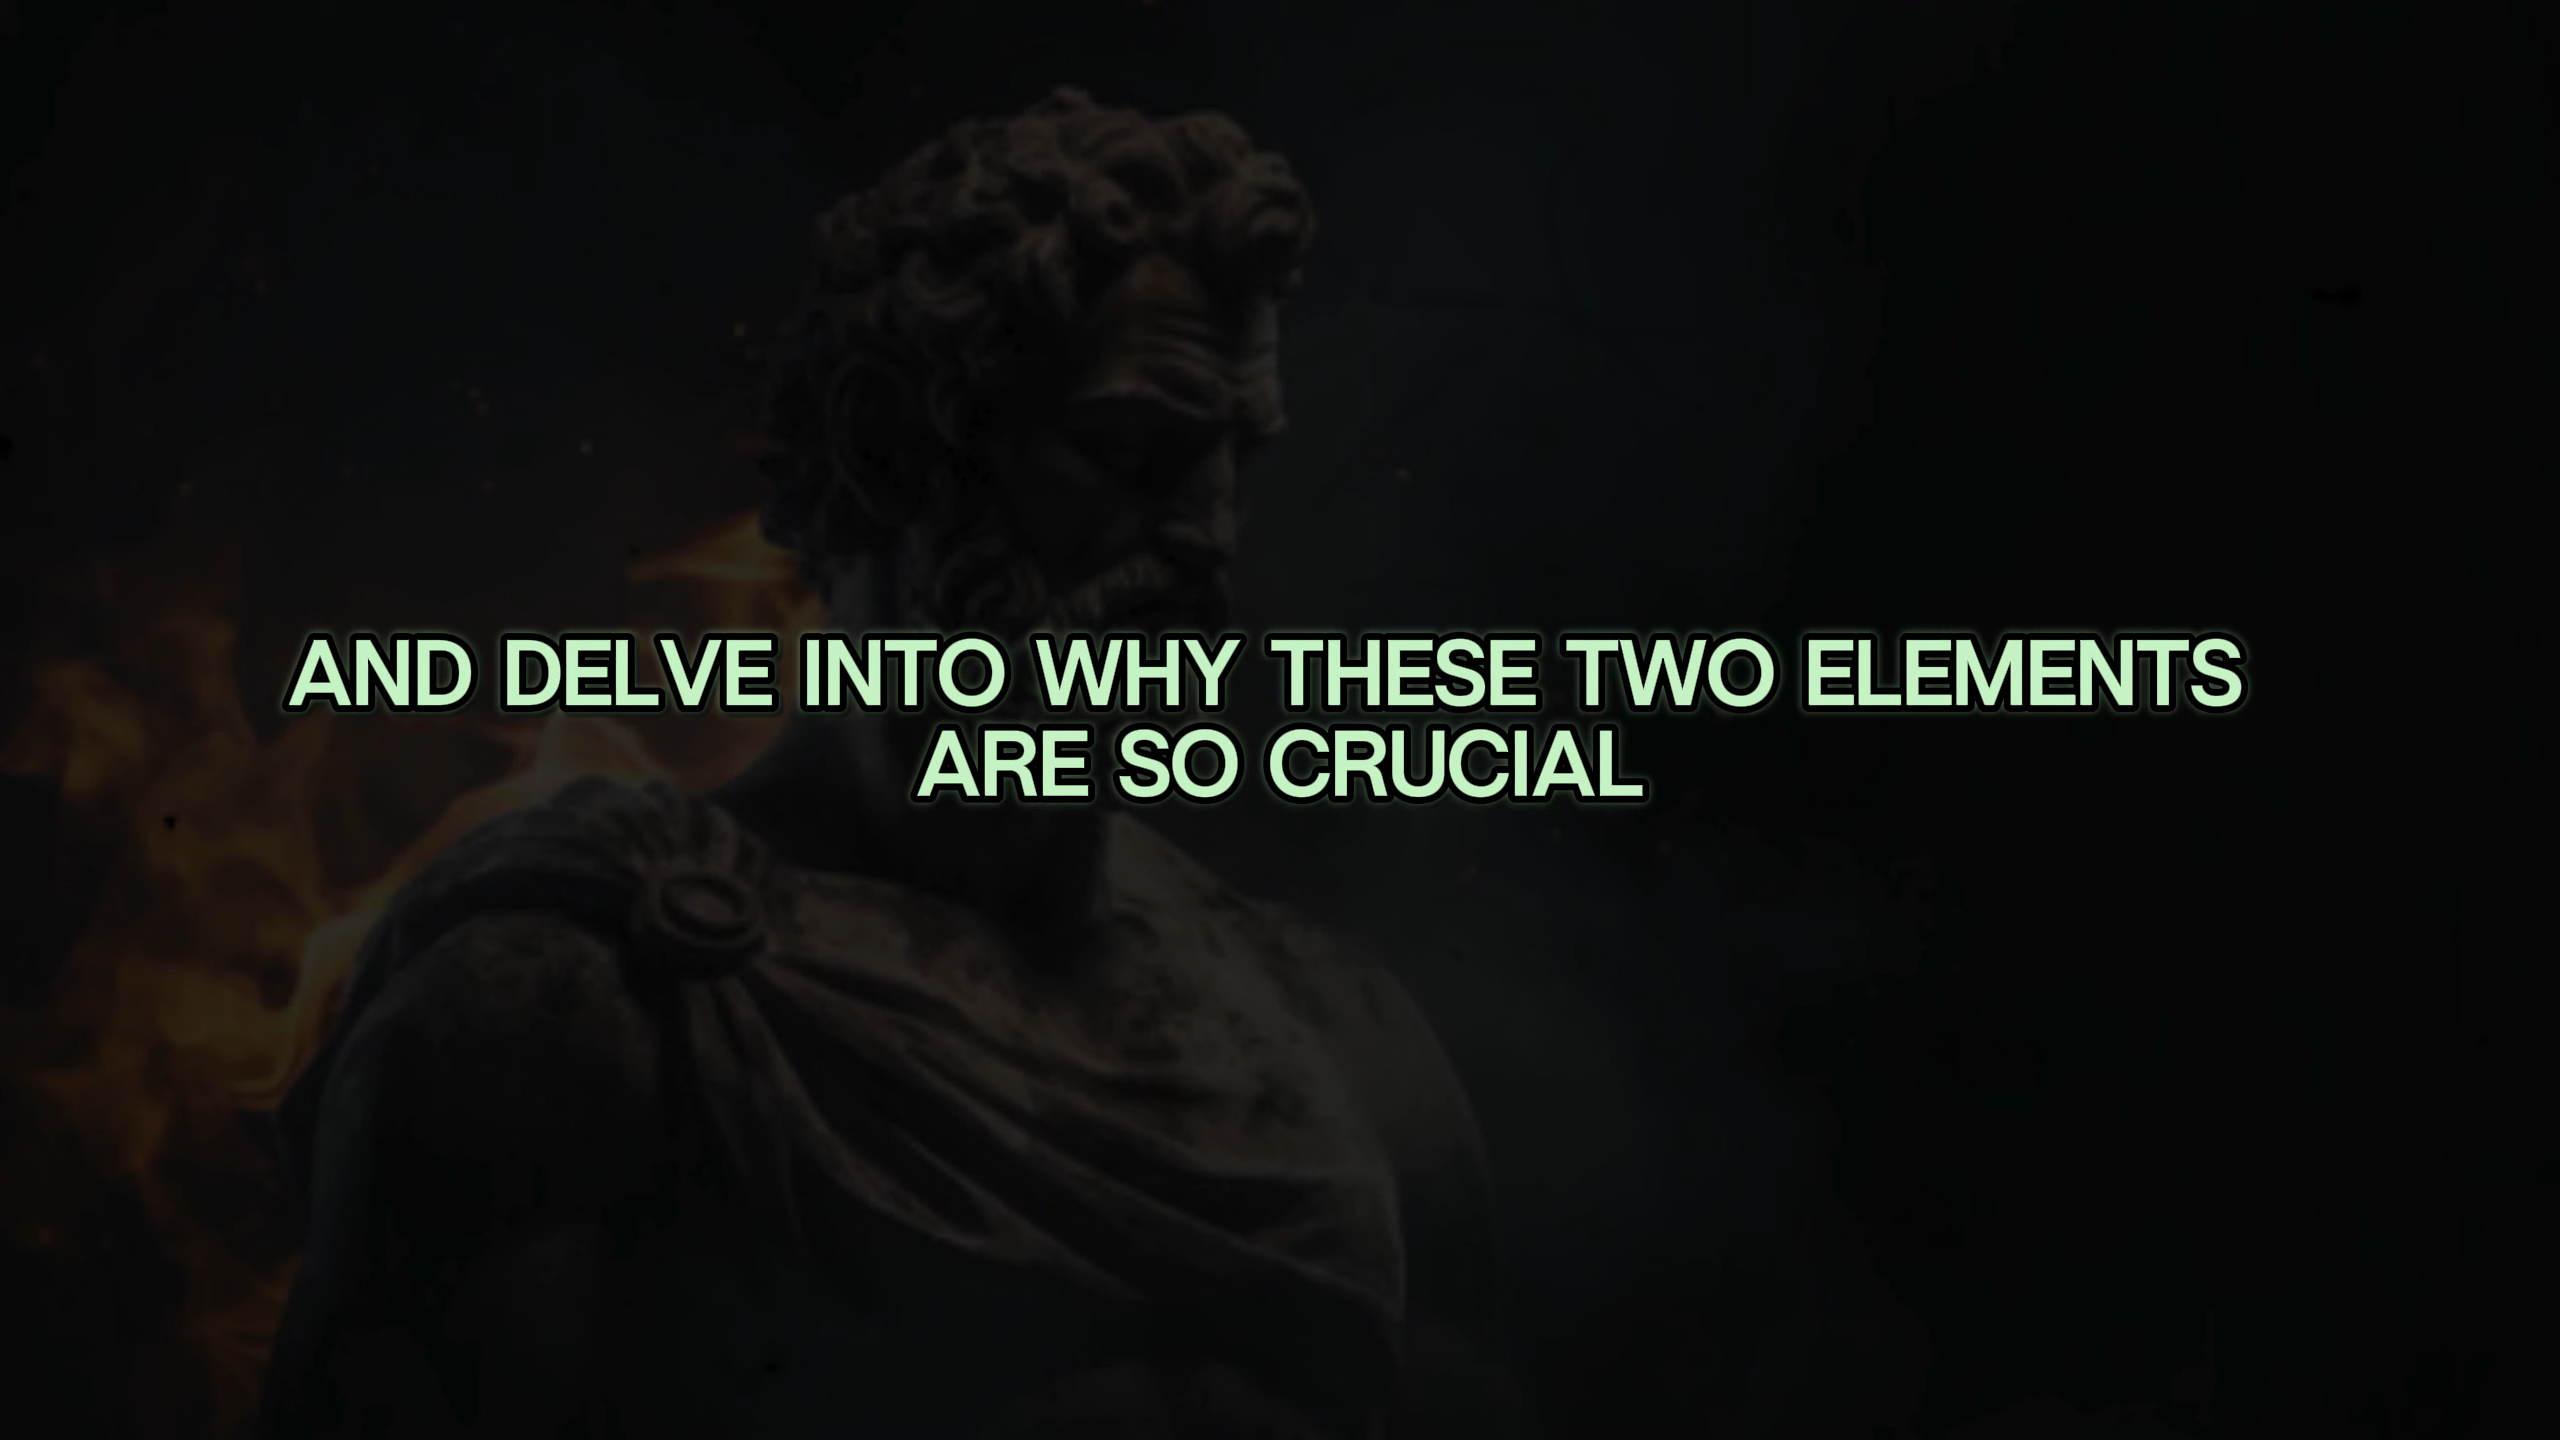 AND DELVE INTO WHY THESE TWO ELEMENTS
ARE SO CRUCIAL